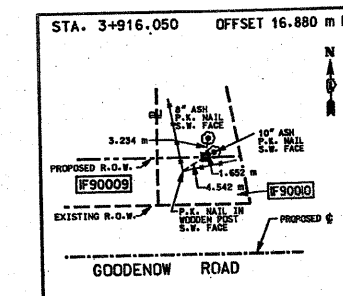 STA. 3+916.050 OFFSET 16.880 m
N
8" ASH
P.K. NAIL
S.W. FACE
10" ASH
P.K. NAIL
S.W. FACE
3.234 m
PROPOSED R.O.W.
1.652 m
IF90009
4.542 m
IF90010
EXISTING R.O.W.
P.K. NAIL IN
WOODEN POST
S.W. FACE
PROPOSED ℄
GOODENOW ROAD